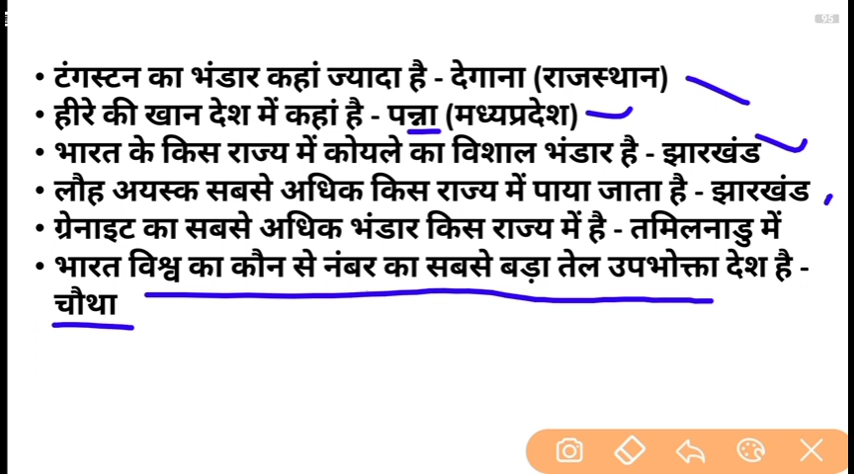 95
• टंगस्टन का भंडार कहां ज्यादा है - देगाना (राजस्थान)
• हीरे की खान देश में कहां है - पन्ना (मध्यप्रदेश)
• भारत के किस राज्य में कोयले का विशाल भंडार है - झारखंड
• लौह अयस्क सबसे अधिक किस राज्य में पाया जाता है - झारखंड
• ग्रेनाइट का सबसे अधिक भंडार किस राज्य में है - तमिलनाडु में
• भारत विश्व का कौन से नंबर का सबसे बड़ा तेल उपभोक्ता देश है -
चौथा